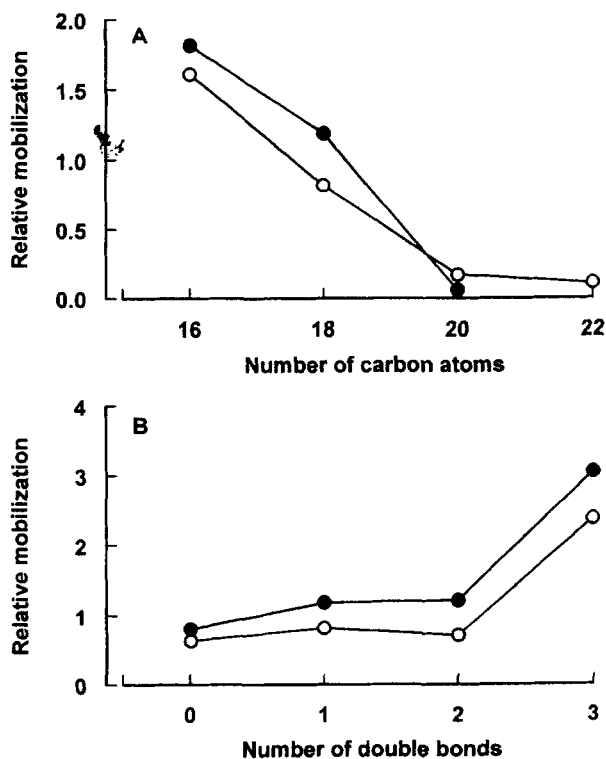 A
2.0
1.5
1.0
0.5
0.0
Relative mobilization
16 18 20 22
Number of carbon atoms
B
4
3
2
1
0
Relative mobilization
0 1 2 3
Number of double bonds